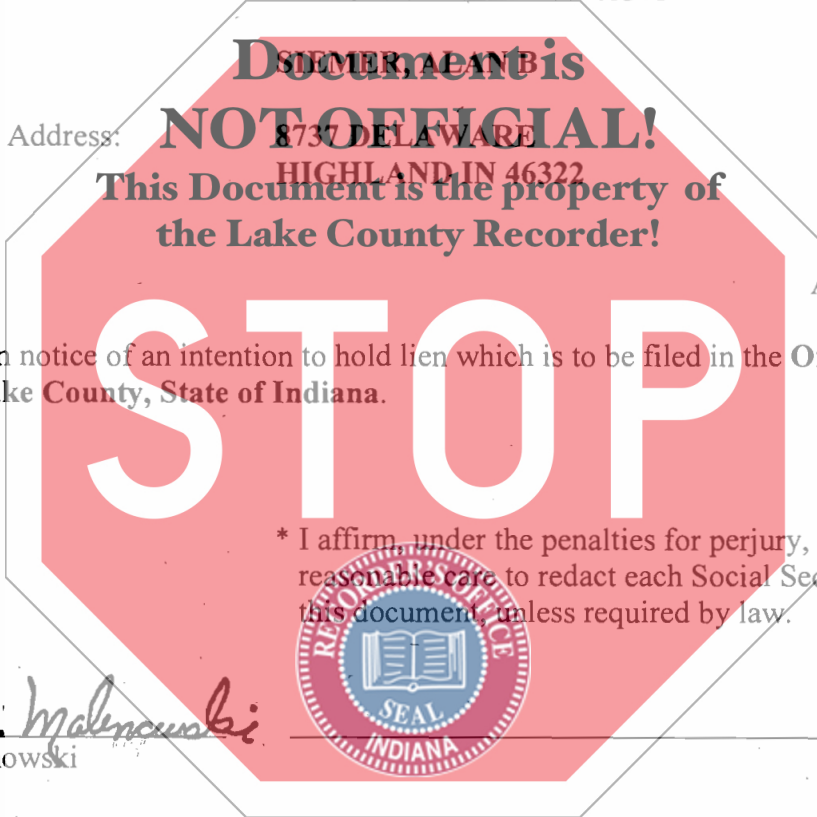 Document is
SIEMER, ALAN B
NOT OFFICIAL!
Address: 8737 DELAWARE
HIGHLAND IN 46322
This Document is the property of
the Lake County Recorder!
STOP
notice of an intention to hold lien which is to be filed in the
ke County, State of Indiana.
* I affirm, under the penalties for perjury,
reasonable care to redact each Social Sec
this document, unless required by law.
RECORDER'S OFFICE
SEAL
INDIANA
Malinowski
owski